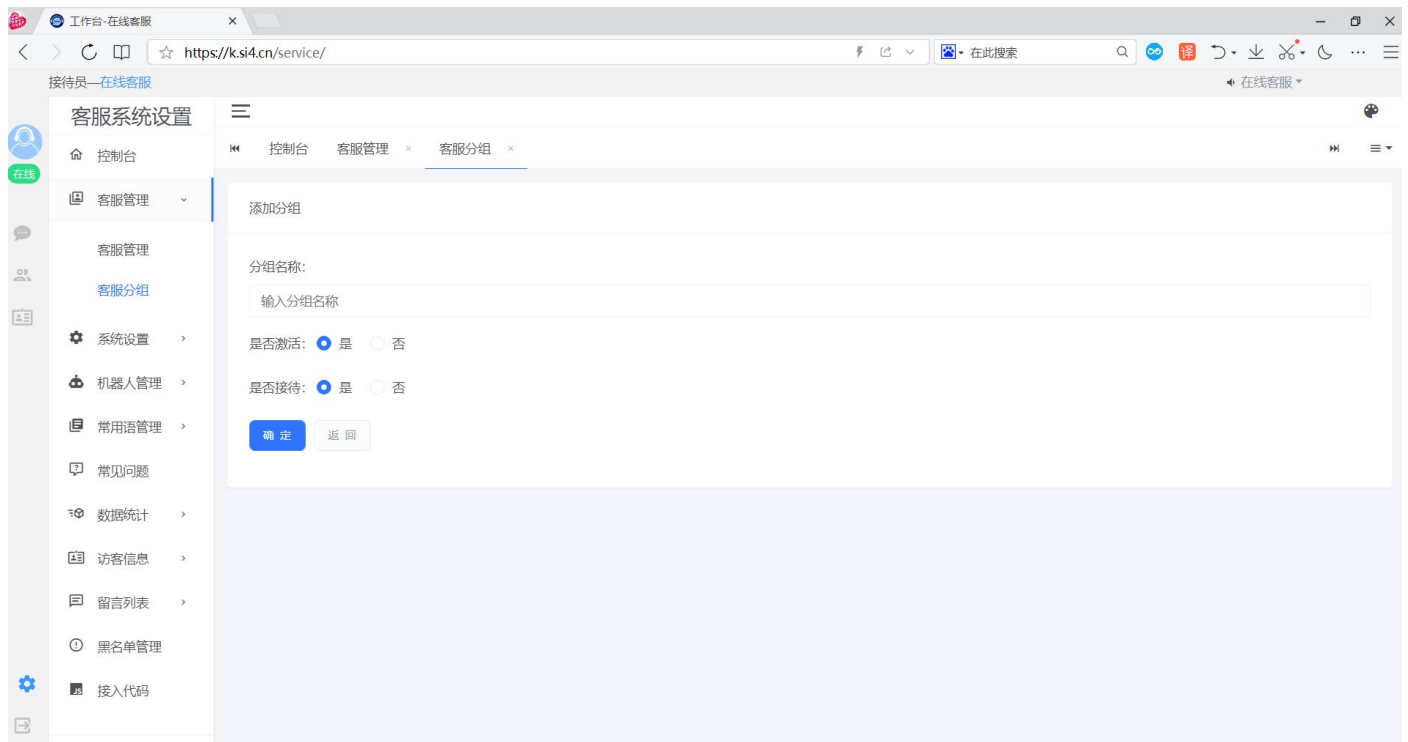 工作台-在线客服
https://k.si4.cn/service/
在此搜索
译
接待员—在线客服
在线客服
客服系统设置
在线
控制台
客服管理
客服管理
客服分组
系统设置
机器人管理
常用语管理
常见问题
数据统计
访客信息
留言列表
黑名单管理
JS 接入代码
控制台 客服管理 × 客服分组 ×
添加分组
分组名称：
输入分组名称
是否激活： 是 否
是否接待： 是 否
确 定 返 回